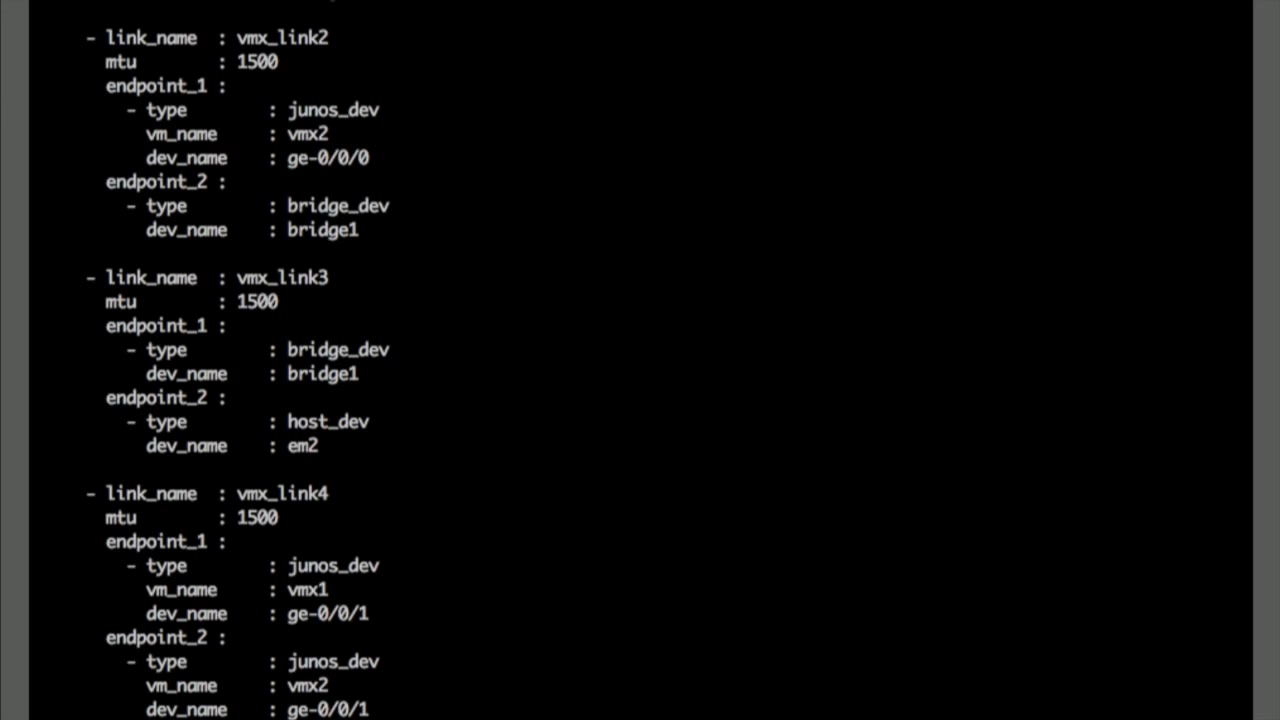 - link_name  : vmx_link2
  mtu        : 1500
  endpoint_1 :
    - type        : junos_dev
      vm_name     : vmx2
      dev_name    : ge-0/0/0
  endpoint_2 :
    - type        : bridge_dev
      dev_name    : bridge1
- link_name  : vmx_link3
  mtu        : 1500
  endpoint_1 :
    - type        : bridge_dev
      dev_name    : bridge1
  endpoint_2 :
    - type        : host_dev
      dev_name    : em2
- link_name  : vmx_link4
  mtu        : 1500
  endpoint_1 :
    - type        : junos_dev
      vm_name     : vmx1
      dev_name    : ge-0/0/1
  endpoint_2 :
    - type        : junos_dev
      vm_name     : vmx2
      dev_name    : ge-0/0/1